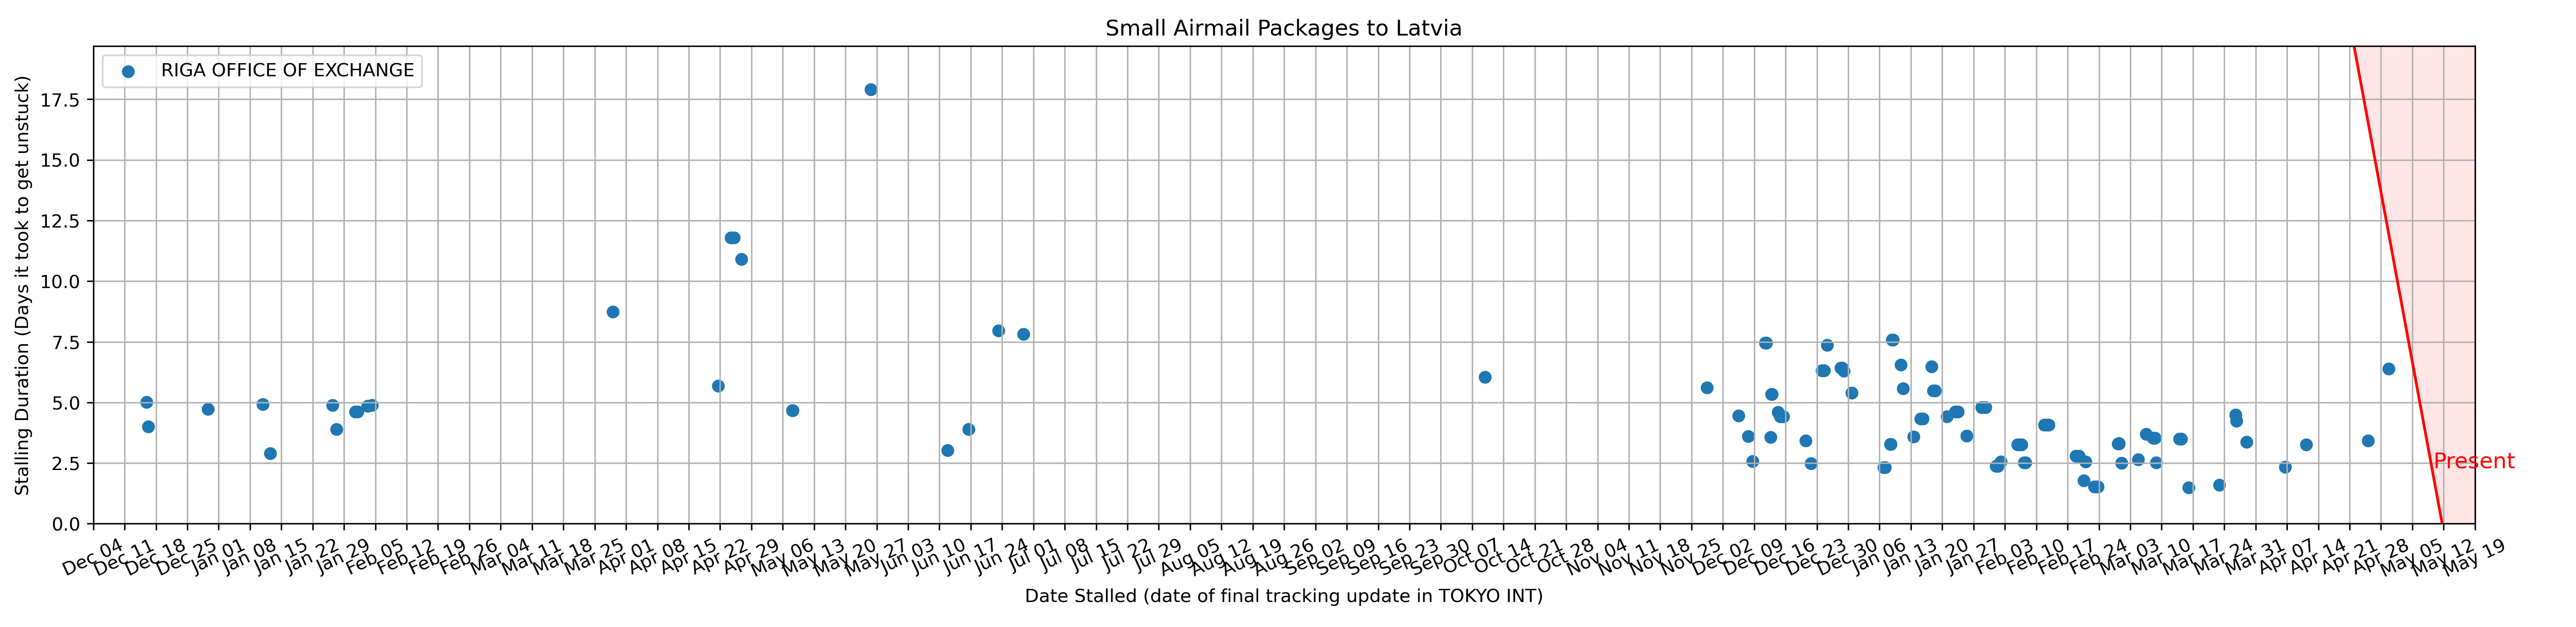 Small Airmail Packages to Latvia
RIGA OFFICE OF EXCHANGE
Stalling Duration (Days it took to get unstuck)
17.5
15.0
12.5
10.0
7.5
5.0
2.5
0.0
Present
Dec 04 Dec 11 Dec 18 Dec 25 Jan 01 Jan 08 Jan 15 Jan 22 Jan 29 Feb 05 Feb 12 Feb 19 Feb 26 Mar 04 Mar 11 Mar 18 Mar 25 Apr 01 Apr 08 Apr 15 Apr 22 Apr 29 May 06 May 13 May 20 May 27 Jun 03 Jun 10 Jun 17 Jun 24 Jul 01 Jul 08 Jul 15 Jul 22 Jul 29 Aug 05 Aug 12 Aug 19 Aug 26 Sep 02 Sep 09 Sep 16 Sep 23 Sep 30 Oct 07 Oct 14 Oct 21 Oct 28 Nov 04 Nov 11 Nov 18 Nov 25 Dec 02 Dec 09 Dec 16 Dec 23 Dec 30 Jan 06 Jan 13 Jan 20 Jan 27 Feb 03 Feb 10 Feb 17 Feb 24 Mar 03 Mar 10 Mar 17 Mar 24 Mar 31 Apr 07 Apr 14 Apr 21 Apr 28 May 05 May 12 May 19
Date Stalled (date of final tracking update in TOKYO INT)